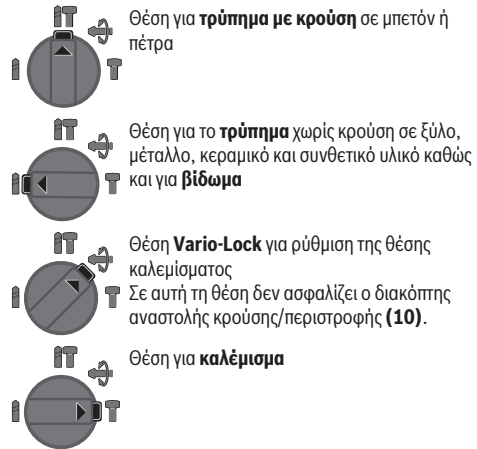 Θέση για τρύπημα με κρούση σε μπετόν ή
πέτρα
Θέση για το τρύπημα χωρίς κρούση σε ξύλο,
μέταλλο, κεραμικό και συνθετικό υλικό καθώς
και για βίδωμα
Θέση Vario-Lock για ρύθμιση της θέσης
καλεμίσματος
Σε αυτή τη θέση δεν ασφαλίζει ο διακόπτης
αναστολής κρούσης/περιστροφής (10).
Θέση για καλέμισμα